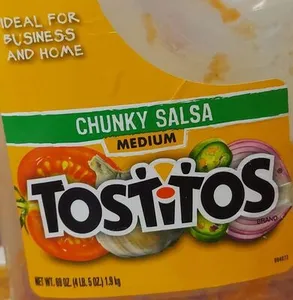 IDEAL FOR
BUSINESS
AND HOME
CHUNKY SALSA
MEDIUM
TOSTITOS
BRAND
NET WT. 69 OZ. (4 LB. 5 OZ.) 1.9 kg